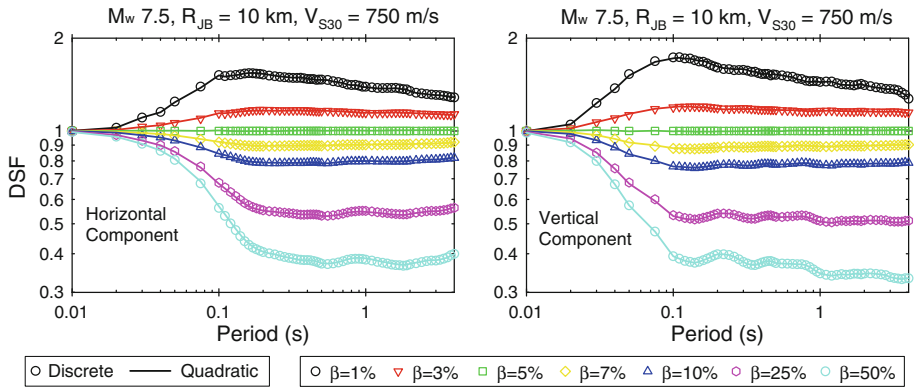 Mw 7.5, RJB = 10 km, VS30 = 750 m/s
Mw 7.5, RJB = 10 km, VS30 = 750 m/s
2
1
0.9
0.8
0.7
0.6
0.5
0.4
0.3
DSF
Horizontal
Component
0.01 0.1 1
Period (s)
2
1
0.9
0.8
0.7
0.6
0.5
0.4
0.3
Vertical
Component
0.01 0.1 1
Period (s)
Discrete Quadratic
β=1% β=3% β=5% β=7% β=10% β=25% β=50%